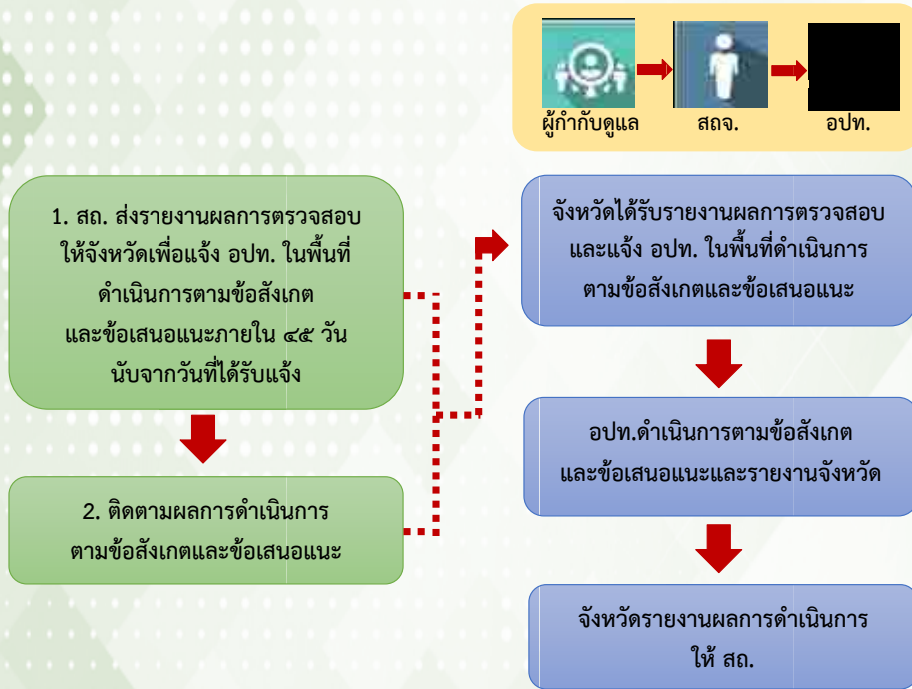 ผู้กำกับดูแล สถจ. อปท.
1. สถ. ส่งรายงานผลการตรวจสอบ
ให้จังหวัดเพื่อแจ้ง อปท. ในพื้นที่
ดำเนินการตามข้อสังเกต
และข้อเสนอแนะภายใน ๔๕ วัน
นับจากวันที่ได้รับแจ้ง
2. ติดตามผลการดำเนินการ
ตามข้อสังเกตและข้อเสนอแนะ
จังหวัดได้รับรายงานผลการตรวจสอบ
และแจ้ง อปท. ในพื้นที่ดำเนินการ
ตามข้อสังเกตและข้อเสนอแนะ
อปท.ดำเนินการตามข้อสังเกต
และข้อเสนอแนะและรายงานจังหวัด
จังหวัดรายงานผลการดำเนินการ
ให้ สถ.